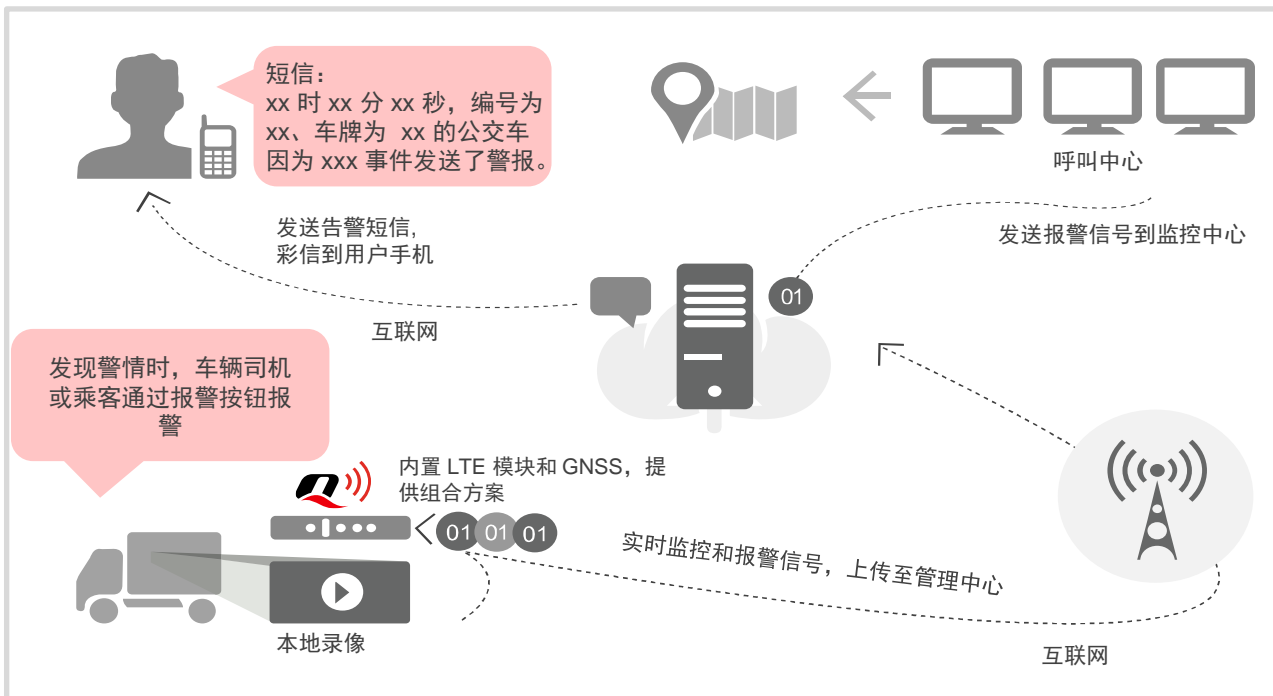 短信：
xx 时 xx 分 xx 秒，编号为
xx、车牌为 xx 的公交车
因为 xxx 事件发送了警报。
呼叫中心
发送告警短信,
彩信到用户手机
发送报警信号到监控中心
01
互联网
发现警情时，车辆司机
或乘客通过报警按钮报
警
内置 LTE 模块和 GNSS，提
供组合方案
01 01 01
实时监控和报警信号，上传至管理中心
本地录像
互联网